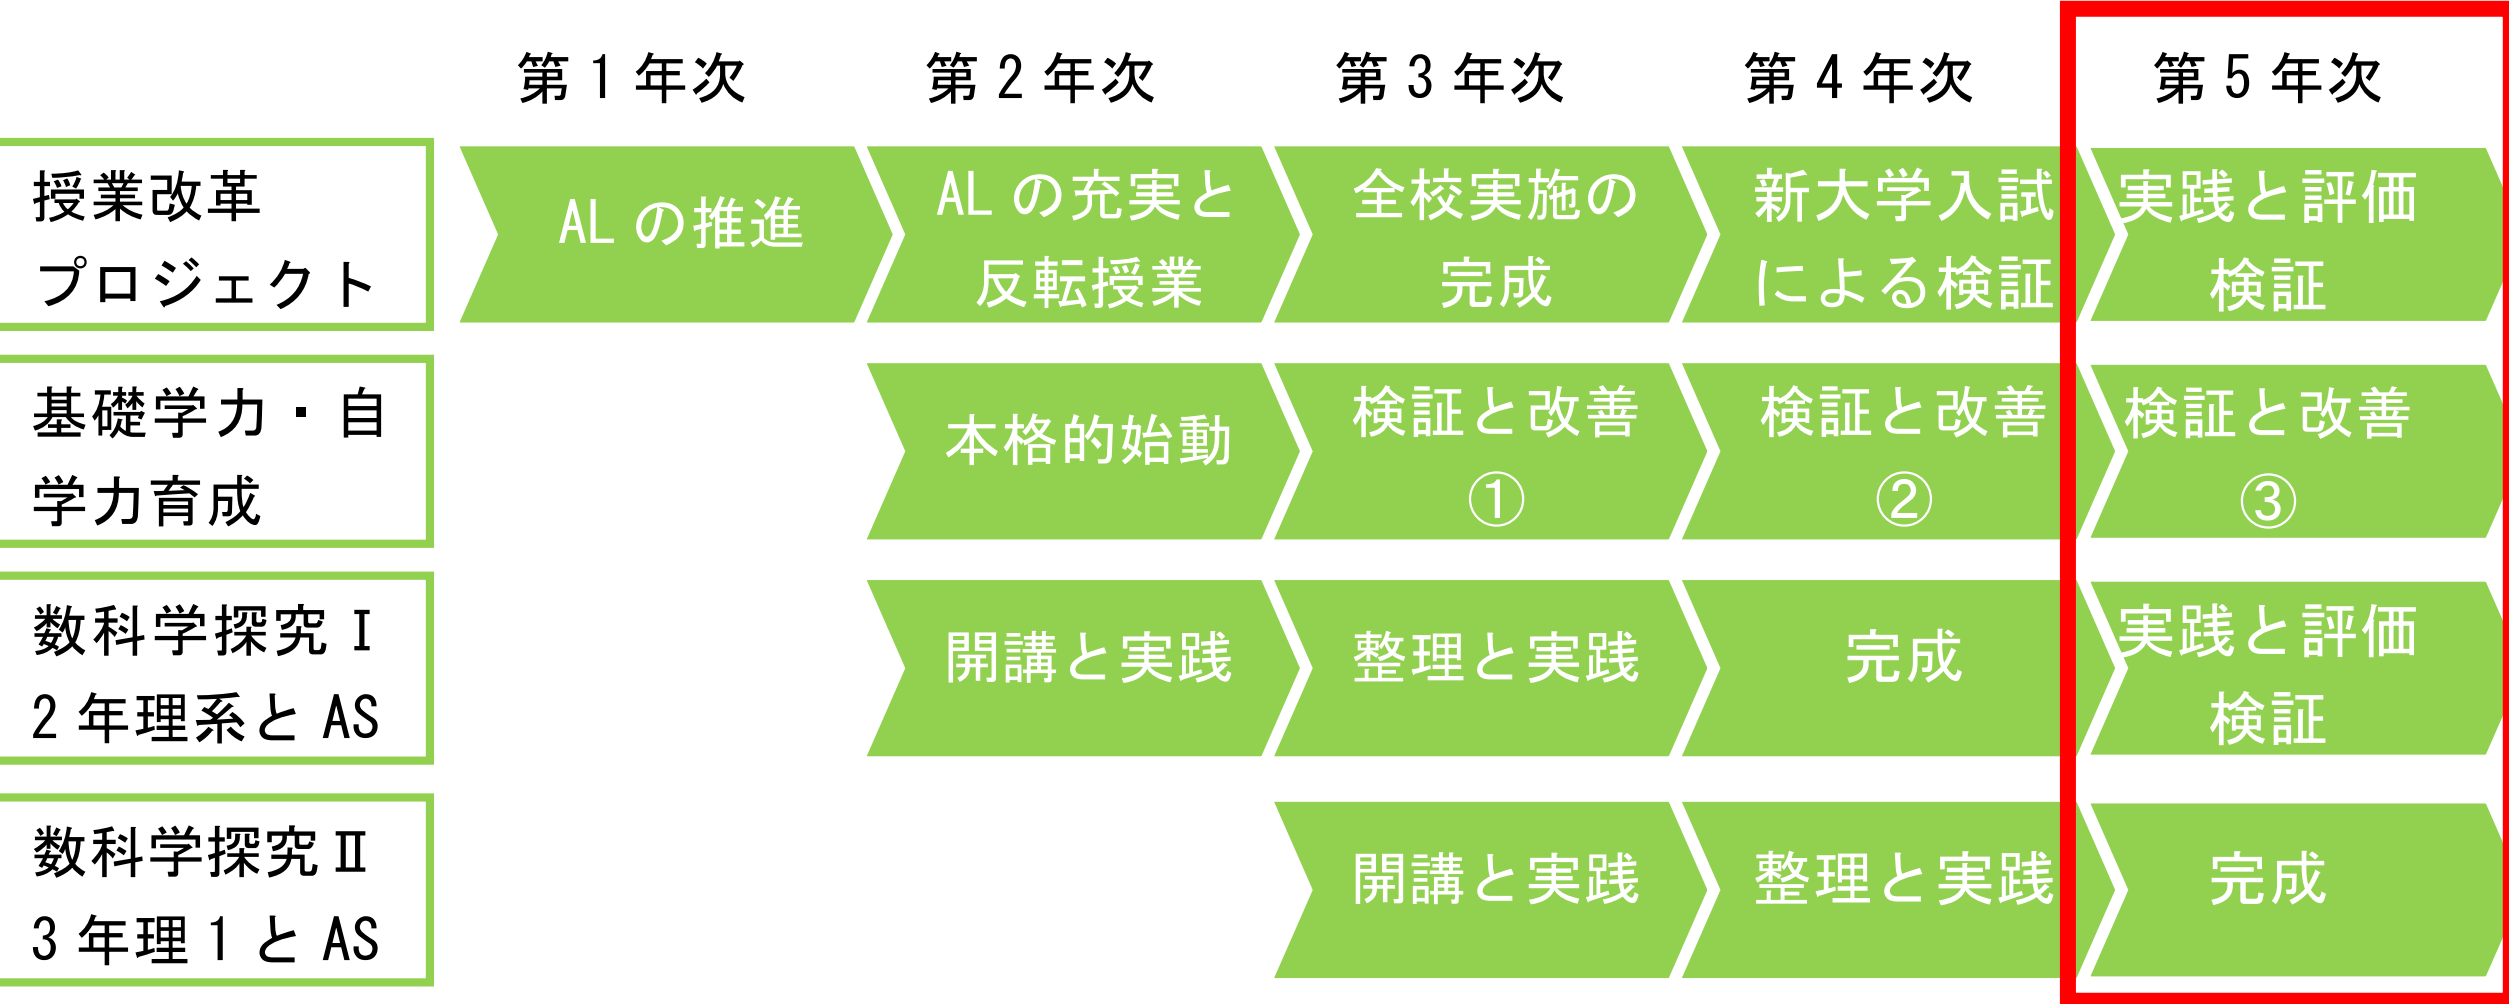 第1年次 第2年次 第3年次 第4年次 第5年次
授業改革
プロジェクト
ALの推進
ALの充実と
反転授業
全校実施の
完成
新大学入試
による検証
実践と評価
検証
基礎学力・自
学力育成
本格的始動
検証と改善
①
検証と改善
②
検証と改善
③
数科学探究Ⅰ
2年理系とAS
開講と実践
整理と実践
完成
実践と評価
検証
数科学探究Ⅱ
3年理1とAS
開講と実践
整理と実践
完成